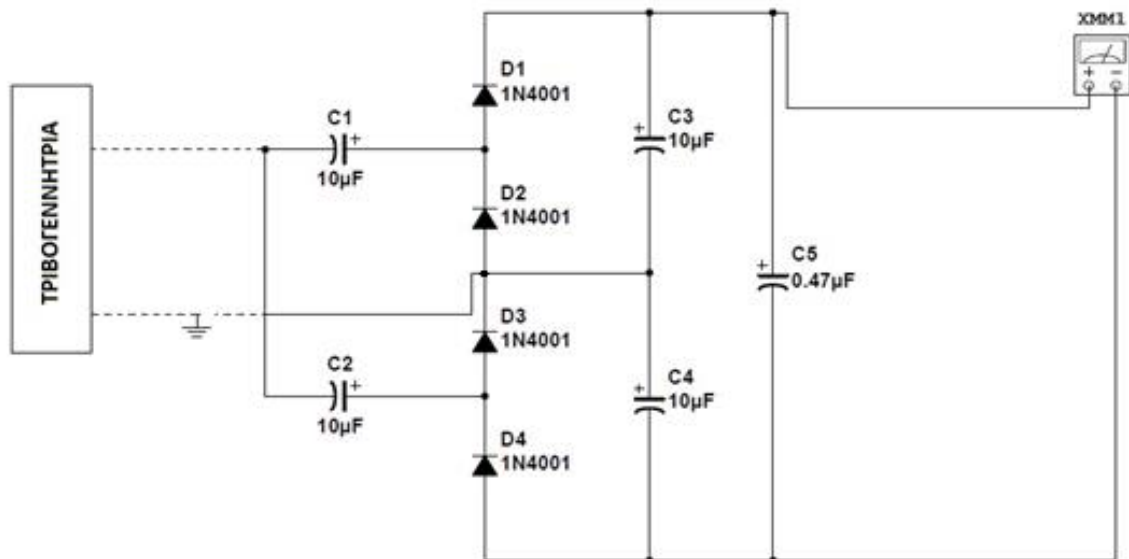 XMM1
+ −
D1
1N4001
C1
+
10µF
C3
+
10µF
ΤΡΙΒΟΓΕΝΝΗΤΡΙΑ
D2
1N4001
C5
+
0.47µF
D3
1N4001
C2
+
10µF
C4
+
10µF
D4
1N4001